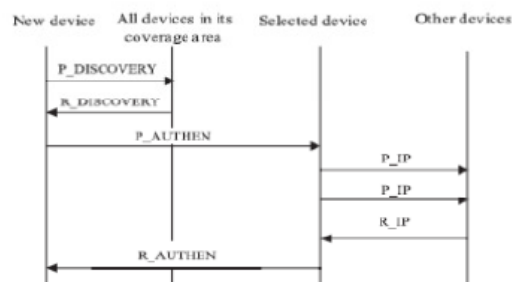 New device
All devices in its
coverage area
Selected device
Other devices
P_DISCOVERY
R_DISCOVERY
P_AUTHEN
P_IP
P_IP
R_IP
R_AUTHEN